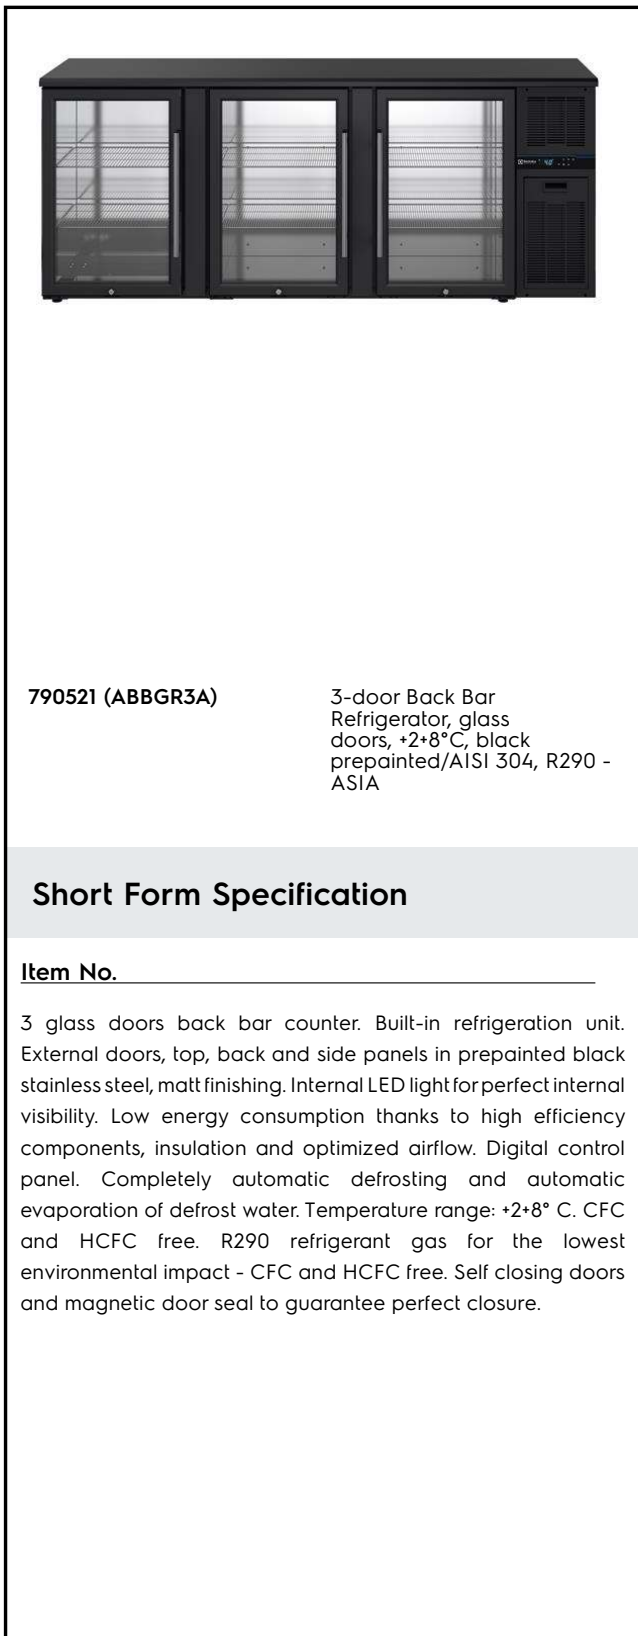 790521 (ABBGR3A)
3-door Back Bar
Refrigerator, glass
doors, +2+8°C, black
prepainted/AISI 304, R290 -
ASIA
Short Form Specification
Item No.
3 glass doors back bar counter. Built-in refrigeration unit.
External doors, top, back and side panels in prepainted black
stainless steel, matt finishing. Internal LED light for perfect internal
visibility. Low energy consumption thanks to high efficiency
components, insulation and optimized airflow. Digital control
panel. Completely automatic defrosting and automatic
evaporation of defrost water. Temperature range: +2+8° C. CFC
and HCFC free. R290 refrigerant gas for the lowest
environmental impact - CFC and HCFC free. Self closing doors
and magnetic door seal to guarantee perfect closure.